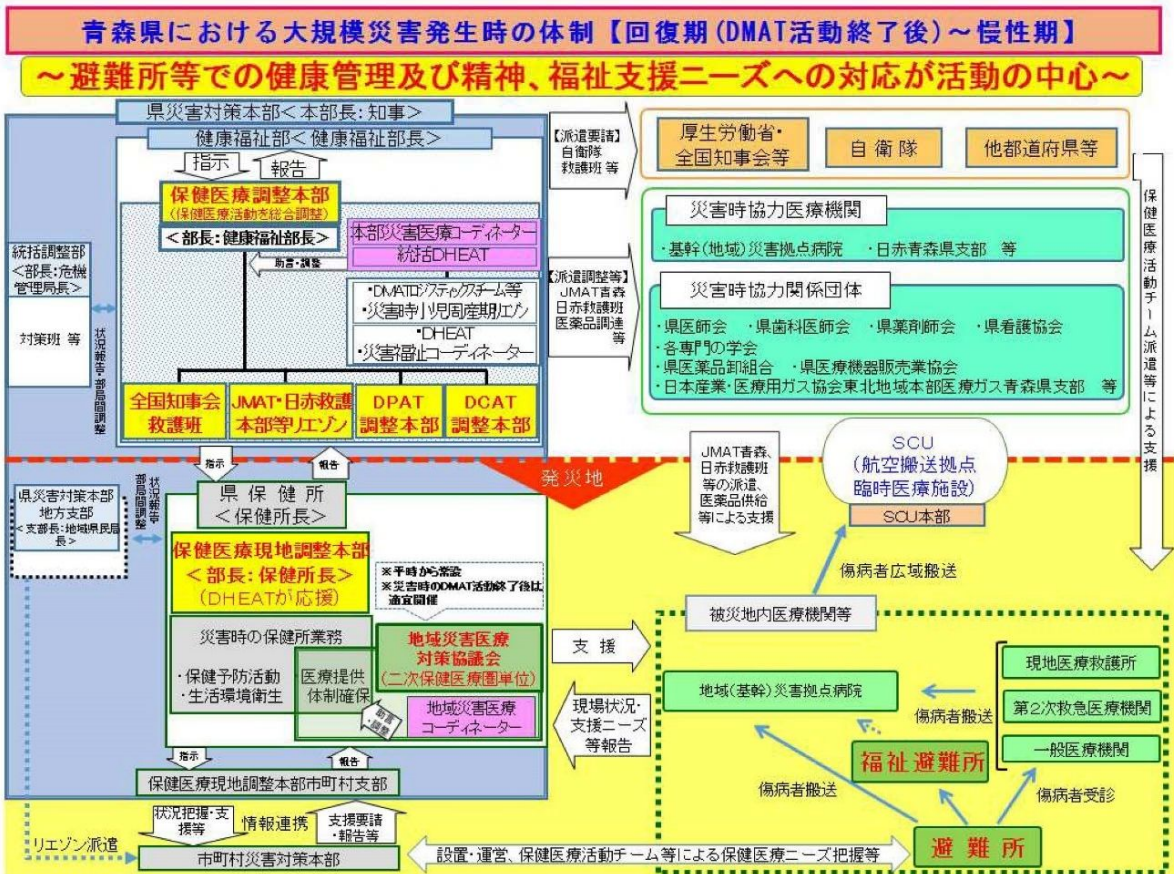 青森県における大規模災害発生時の体制【回復期(DMAT活動終了後)～慢性期】
～避難所等での健康管理及び精神、福祉支援ニーズへの対応が活動の中心～
県災害対策本部＜本部長：知事＞
健康福祉部＜健康福祉部長＞
指示
報告
保健医療調整本部
(保健医療活動を総合調整)
＜部長：健康福祉部長＞
本部災害医療コーディネーター
統括DHEAT
助言・調整
・DMATロジスティックスチーム等
・災害時小児周産期リエゾン
・DHEAT
・災害福祉コーディネーター
統括調整部
＜部長：危機
管理局長＞
対策班 等
状況報告・部局間調整
全国知事会
救護班
JMAT・日赤救護
本部等リエゾン
DPAT
調整本部
DCAT
調整本部
【派遣要請】
自衛隊
救護班 等
厚生労働省・
全国知事会等
自衛隊
他都道府県等
【派遣調整等】
JMAT青森
日赤救護班
医薬品調達
等
災害時協力医療機関
・基幹(地域)災害拠点病院 ・日赤青森県支部 等
災害時協力関係団体
・県医師会 ・県歯科医師会 ・県薬剤師会 ・県看護協会
・各専門の学会
・県医薬品卸組合 ・県医療機器販売業協会
・日本産業・医療用ガス協会東北地域本部医療ガス青森県支部 等
保健医療活動チーム派遣等による支援
指示
報告
発災地
JMAT青森、
日赤救護班
等の派遣、
医薬品供給
等による支援
SCU
(航空搬送拠点
臨時医療施設)
SCU本部
県災害対策本部
地方支部
＜支部長：地域県民局
長＞
状況報告
部局間調整
県保健所
＜保健所長＞
保健医療現地調整本部
＜部長：保健所長＞
(DHEATが応援)
※平時から常設
※災害時のDMAT活動終了後は
適宜開催
災害時の保健所業務
・保健予防活動
・生活環境衛生
医療提供
体制確保
地域災害医療
対策協議会
(二次保健医療圏単位)
助言・調整
地域災害医療
コーディネーター
支援
現場状況・
支援ニーズ
等報告
傷病者広域搬送
被災地内医療機関等
地域(基幹)災害拠点病院
傷病者搬送
現地医療救護所
第2次救急医療機関
一般医療機関
福祉避難所
傷病者搬送
傷病者受診
避難所
指示
報告
保健医療現地調整本部市町村支部
状況把握・支
援等
情報連携
支援要請
・報告等
リエゾン派遣
市町村災害対策本部
設置・運営、保健医療活動チーム等による保健医療ニーズ把握等